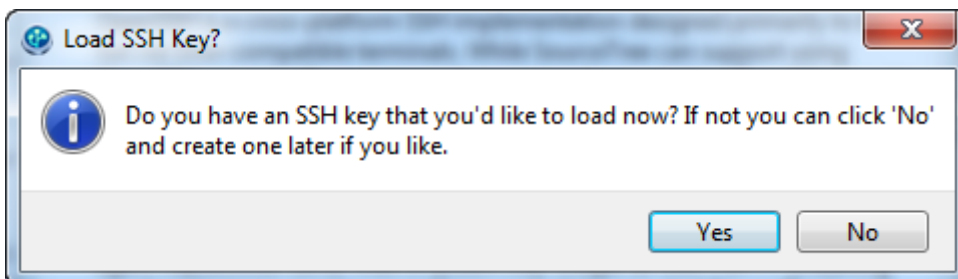 Load SSH Key?
Do you have an SSH key that you'd like to load now? If not you can click 'No'
and create one later if you like.
Yes
No